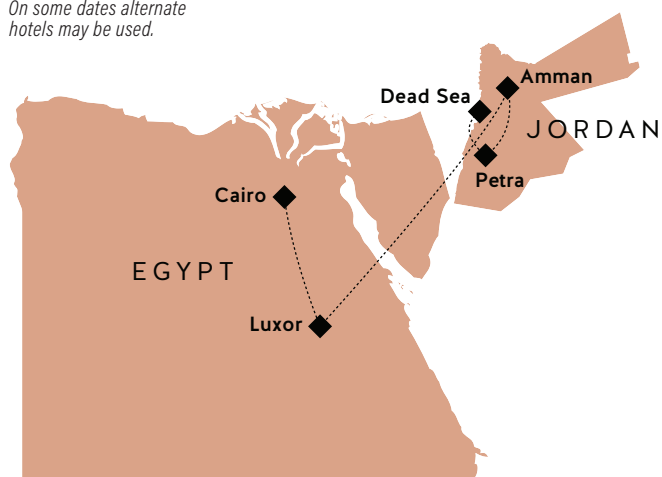 On some dates alternate
hotels may be used.
Amman
Dead Sea
JORDAN
Petra
Cairo
EGYPT
Luxor